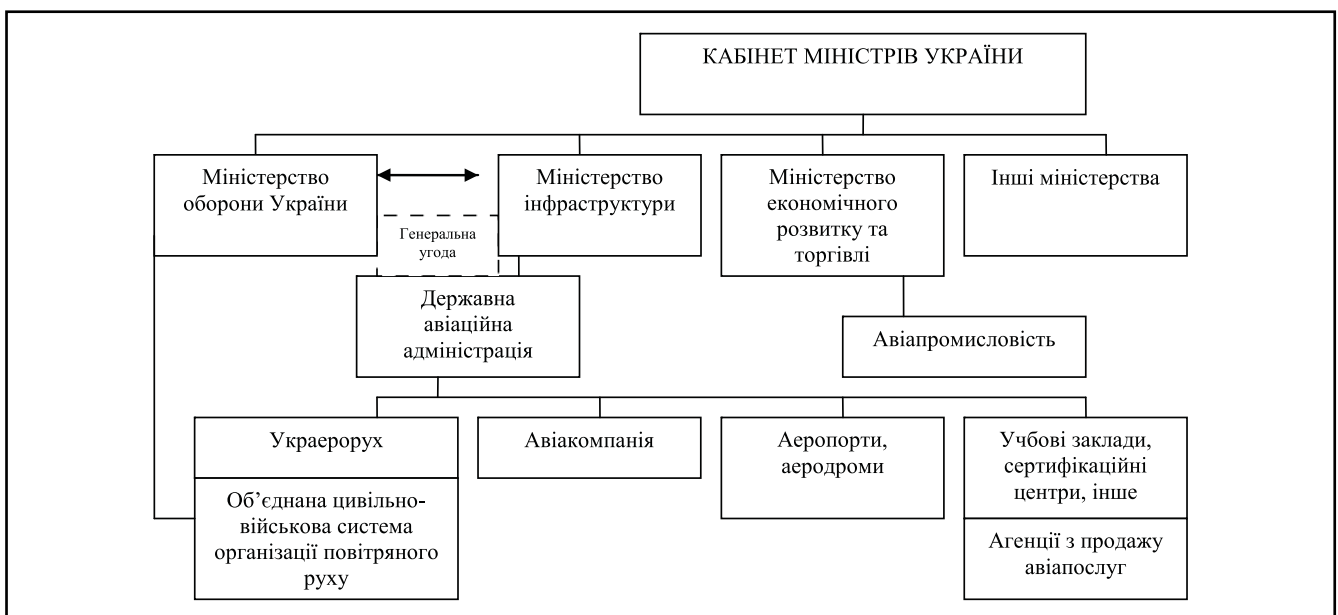 КАБІНЕТ МІНІСТРІВ УКРАЇНИ
Міністерство
оборони України
Міністерство
інфраструктури
Міністерство
економічного
розвитку та
торгівлі
Інші міністерства
Генеральна
угода
Державна
авіаційна
адміністрація
Авіапромисловість
Украерорух
Об’єднана цивільно-
військова система
організації повітряного
руху
Авіакомпанія
Аеропорти,
аеродроми
Учбові заклади,
сертифікаційні
центри, інше
Агенції з продажу
авіапослуг